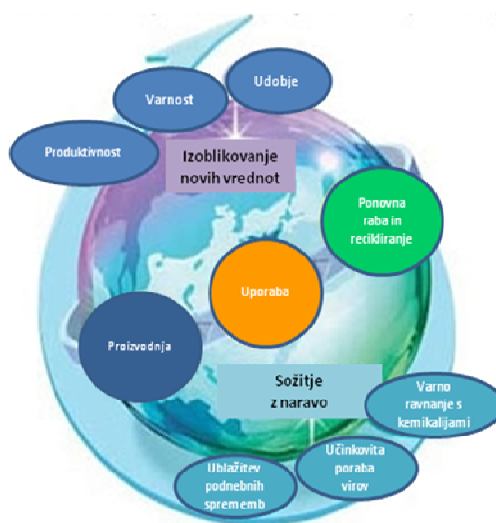 Udobje
Varnost
Produktivnost
Izoblikovanje
novih vrednot
Ponovna
raba in
recikliranje
Uporaba
Proizvodnja
Sožitje
z naravo
Varno
ravnanje s
kemikalijami
Učinkovita
poraba
virov
Ublažitev
podnebnih
sprememb